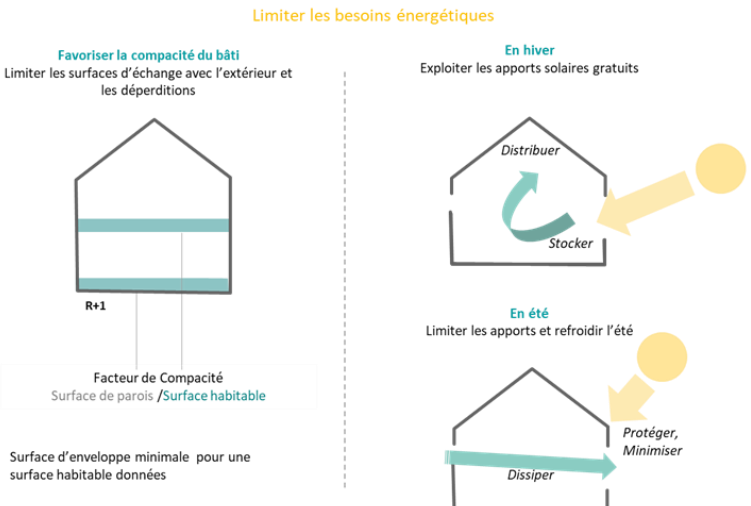 Limiter les besoins énergétiques
Favoriser la compacité du bâti
Limiter les surfaces d'échange avec l'extérieur et
les déperditions
R+1
Facteur de Compacité
Surface de parois /Surface habitable
Surface d'enveloppe minimale pour une
surface habitable données
En hiver
Exploiter les apports solaires gratuits
Distribuer
Stocker
En été
Limiter les apports et refroidir l'été
Protéger,
Minimiser
Dissiper